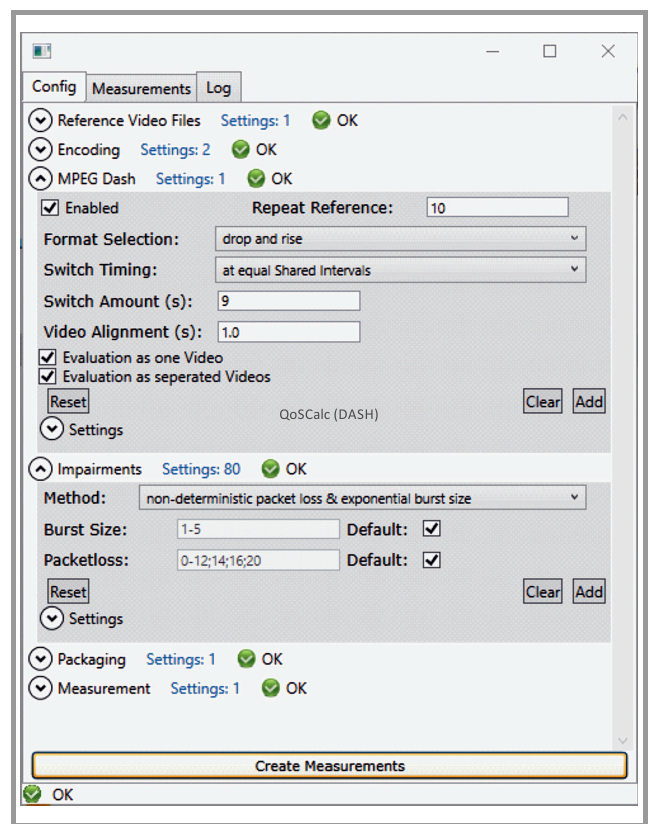 Config Measurements Log
Reference Video Files Settings: 1 OK
Encoding Settings: 2 OK
MPEG Dash Settings: 1 OK
Enabled Repeat Reference: 10
Format Selection: drop and rise
Switch Timing: at equal Shared Intervals
Switch Amount (s): 9
Video Alignment (s): 1.0
Evaluation as one Video
Evaluation as seperated Videos
Reset Clear Add
QoSCalc (DASH)
Settings
Impairments Settings: 80 OK
Method: non-deterministic packet loss & exponential burst size
Burst Size: 1-5 Default:
Packetloss: 0-12;14;16;20 Default:
Reset Clear Add
Settings
Packaging Settings: 1 OK
Measurement Settings: 1 OK
Create Measurements
OK